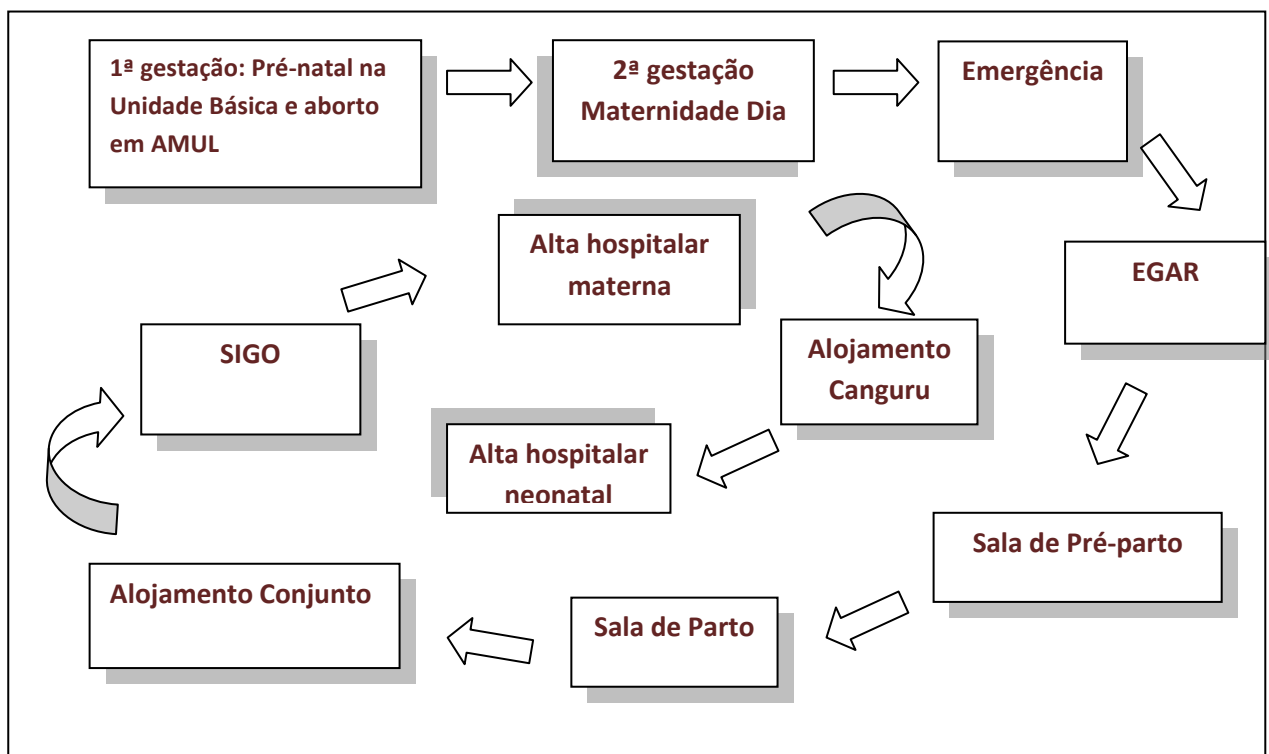 1ª gestação: Pré-natal na
Unidade Básica e aborto
em AMUL
2ª gestação
Maternidade Dia
Emergência
Alta hospitalar
materna
EGAR
SIGO
Alojamento
Canguru
Alta hospitalar
neonatal
Sala de Pré-parto
Alojamento Conjunto
Sala de Parto